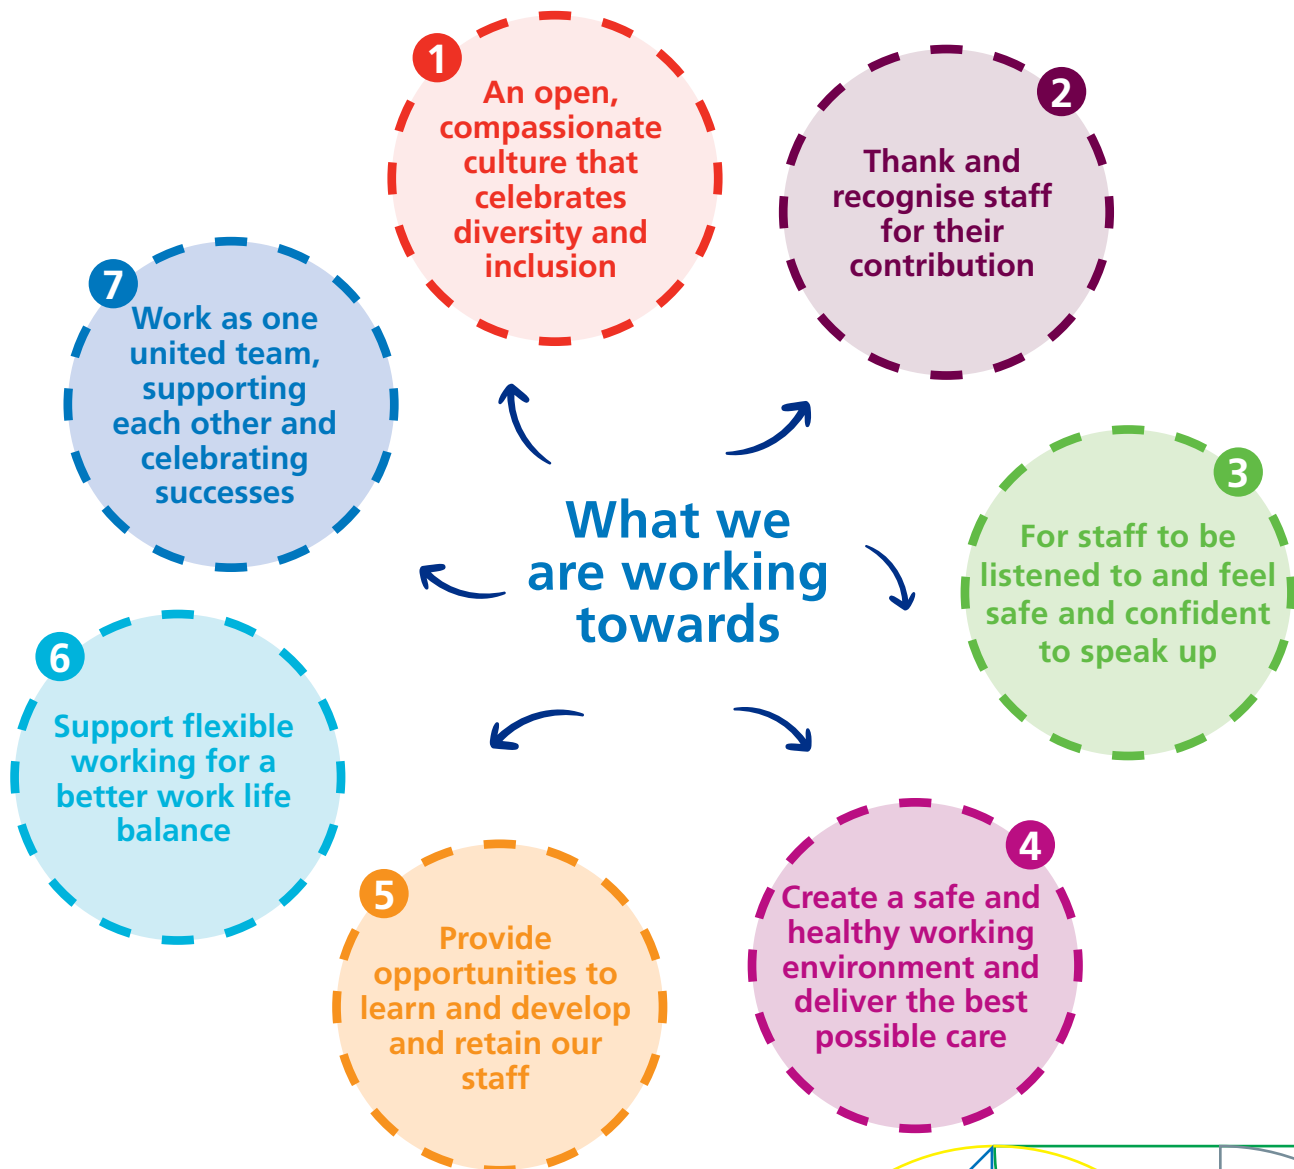 1
An open,
compassionate
culture that
celebrates
diversity and
inclusion
2
Thank and
recognise staff
for their
contribution
3
For staff to be
listened to and feel
safe and confident
to speak up
4
Create a safe and
healthy working
environment and
deliver the best
possible care
5
Provide
opportunities to
learn and develop
and retain our
staff
6
Support flexible
working for a
better work life
balance
7
Work as one
united team,
supporting
each other and
celebrating
successes
What we
are working
towards